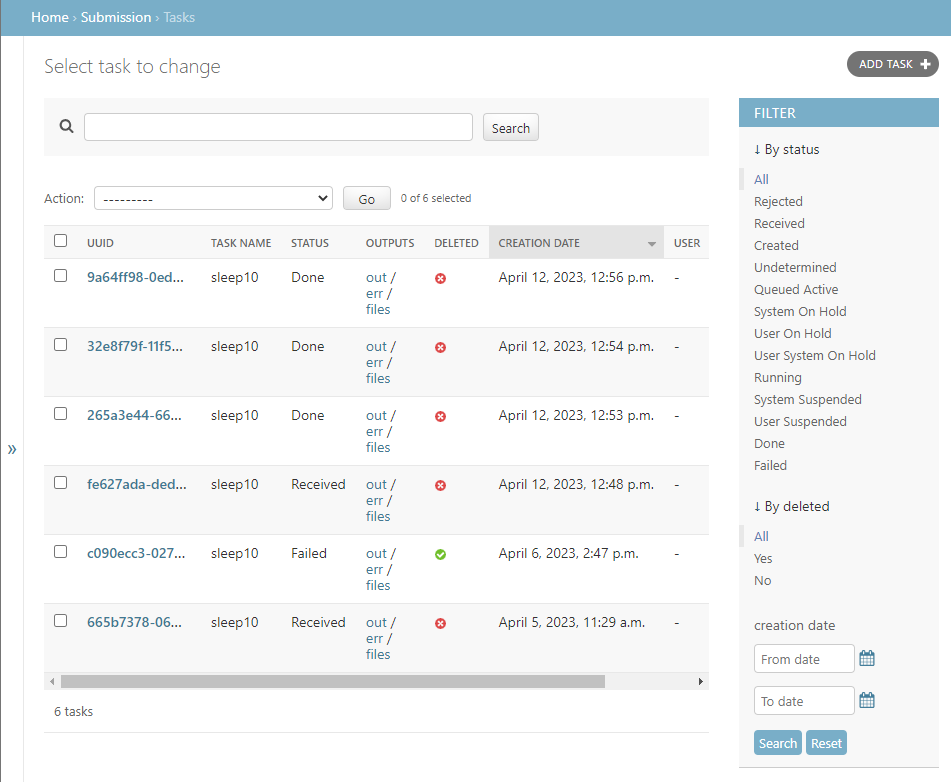 Home › Submission › Tasks
Select task to change
ADD TASK +
Search
Action: --------- Go 0 of 6 selected
UUID TASK NAME STATUS OUTPUTS DELETED CREATION DATE USER
9a64ff98-0ed... sleep10 Done out / err / files April 12, 2023, 12:56 p.m. -
32e8f79f-11f5... sleep10 Done out / err / files April 12, 2023, 12:54 p.m. -
265a3e44-66... sleep10 Done out / err / files April 12, 2023, 12:53 p.m. -
fe627ada-ded... sleep10 Received out / err / files April 12, 2023, 12:48 p.m. -
c090ecc3-027... sleep10 Failed out / err / files April 6, 2023, 2:47 p.m. -
665b7378-06... sleep10 Received out / err / files April 5, 2023, 11:29 a.m. -
6 tasks
»
FILTER
↓ By status
All
Rejected
Received
Created
Undetermined
Queued Active
System On Hold
User On Hold
User System On Hold
Running
System Suspended
User Suspended
Done
Failed
↓ By deleted
All
Yes
No
creation date
From date
To date
Search Reset